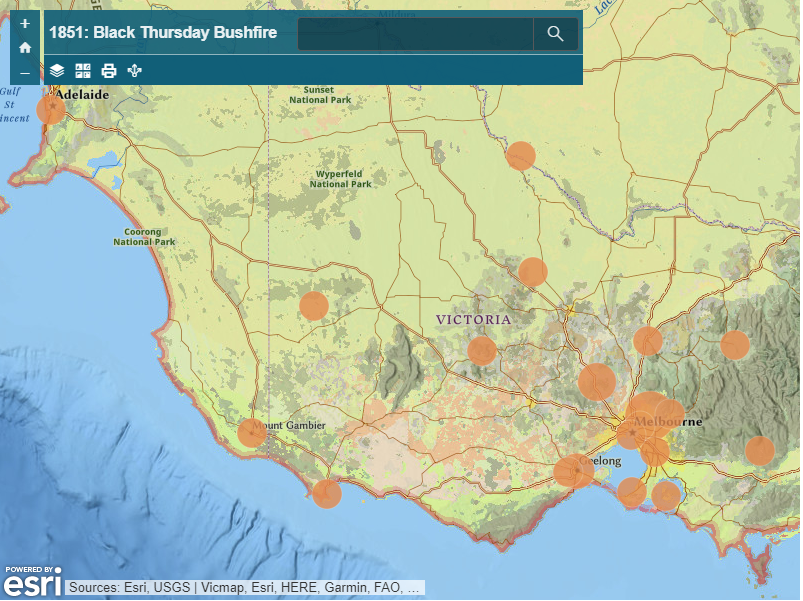 1851: Black Thursday Bushfire
Adelaide
Gulf
St
incent
Sunset
National Park
Wyperfeld
National Park
Coorong
National Park
VICTORIA
Mount Gambier
Melbourne
Geelong
POWERED BY
esri
Sources: Esri, USGS | Vicmap, Esri, HERE, Garmin, FAO, …